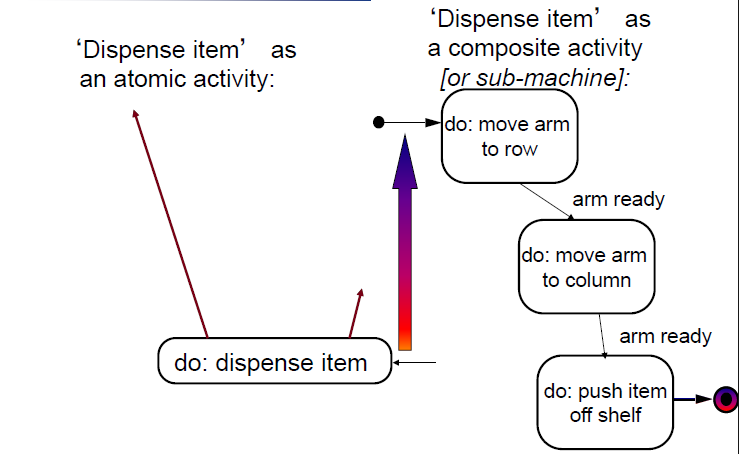 ‘Dispense item’ as
an atomic activity:
‘Dispense item’ as
a composite activity
[or sub-machine]:
do: move arm
to row
arm ready
do: move arm
to column
arm ready
do: dispense item
do: push item
off shelf